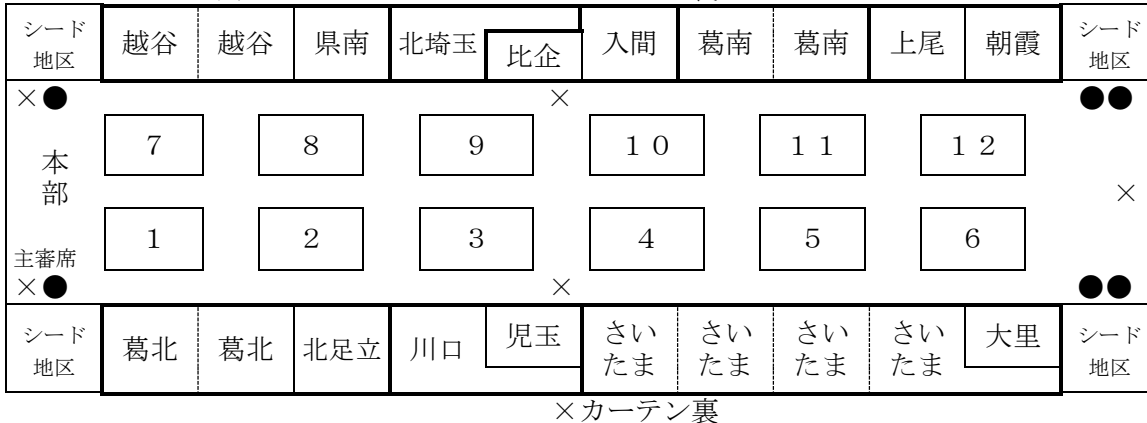 シード地区 越谷 越谷 県南 北埼玉 比企 入間 葛南 葛南 上尾 朝霞 シード地区
×● × ●●
7 8 9 10 11 12
本部 ×
1 2 3 4 5 6
主審席
×● × ●●
シード地区 葛北 葛北 北足立 川口 児玉 さいたま さいたま さいたま さいたま 大里 シード地区
×カーテン裏